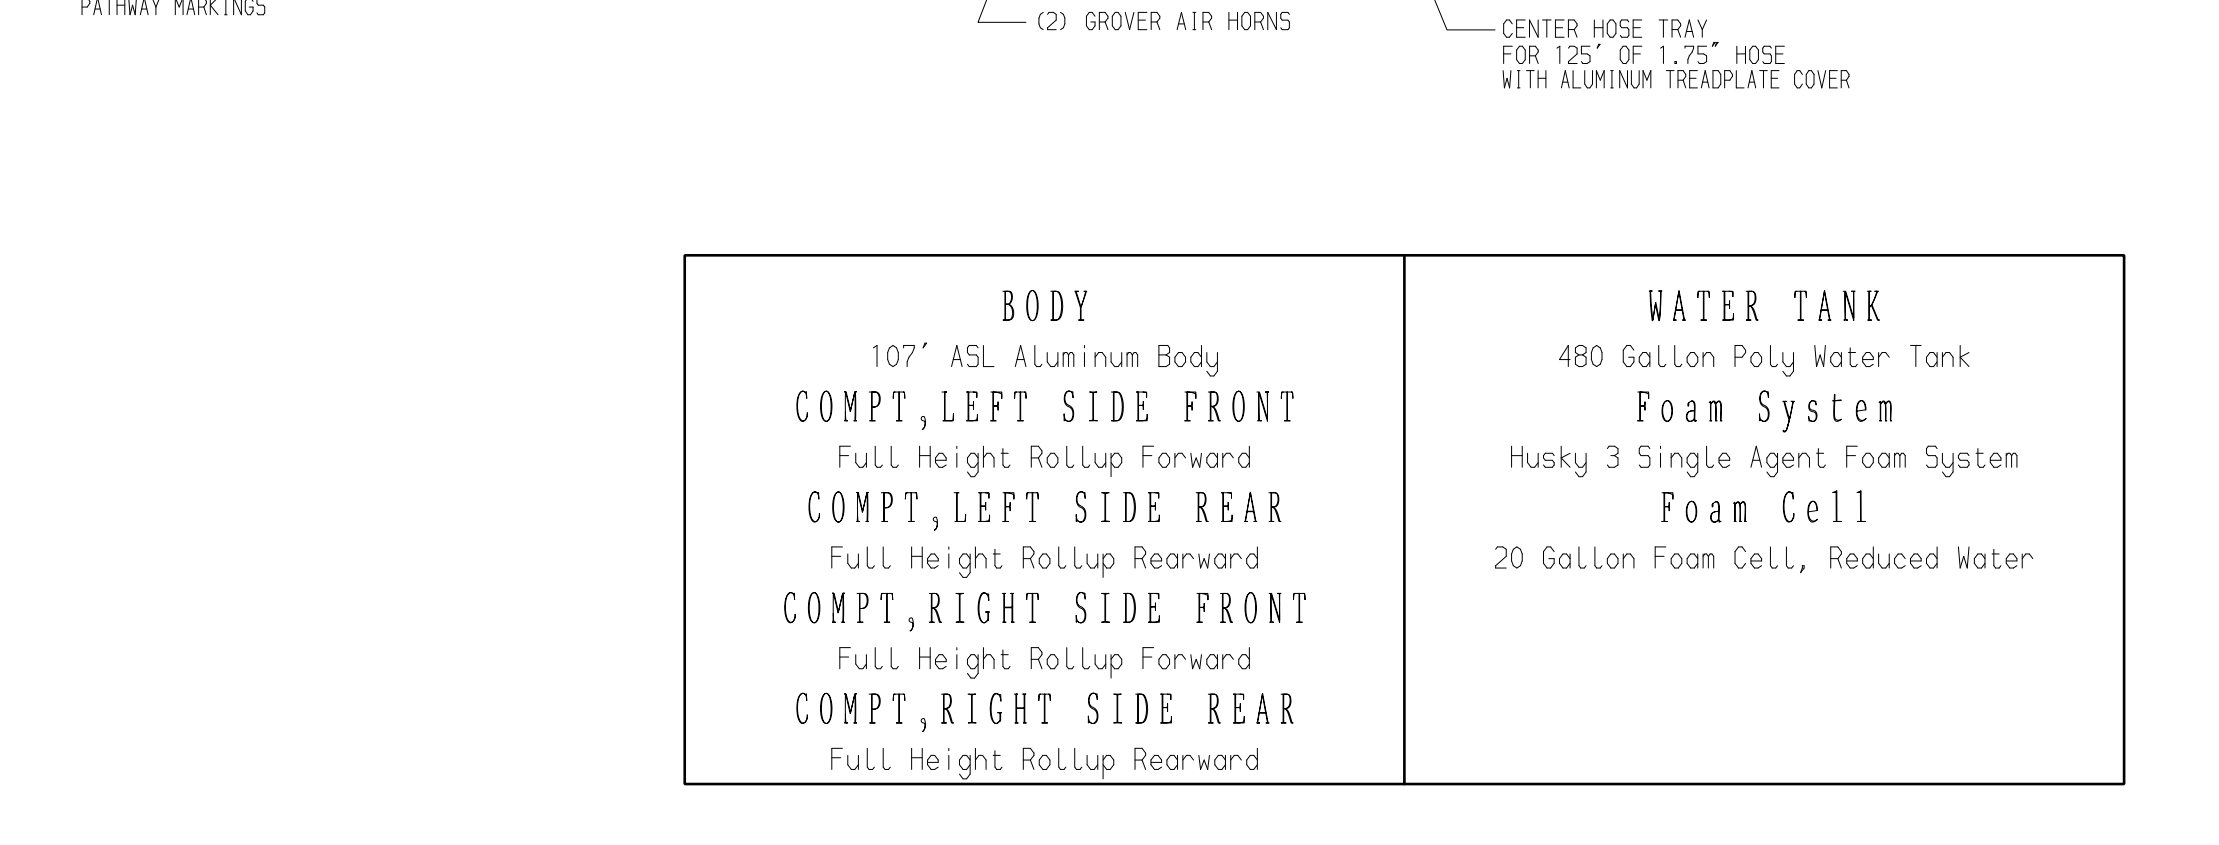 PATHWAY MARKINGS
(2) GROVER AIR HORNS
CENTER HOSE TRAY
FOR 125' OF 1.75" HOSE
WITH ALUMINUM TREADPLATE COVER
BODY
107' ASL Aluminum Body
COMPT,LEFT SIDE FRONT
Full Height Rollup Forward
COMPT,LEFT SIDE REAR
Full Height Rollup Rearward
COMPT,RIGHT SIDE FRONT
Full Height Rollup Forward
COMPT,RIGHT SIDE REAR
Full Height Rollup Rearward
WATER TANK
480 Gallon Poly Water Tank
Foam System
Husky 3 Single Agent Foam System
Foam Cell
20 Gallon Foam Cell, Reduced Water